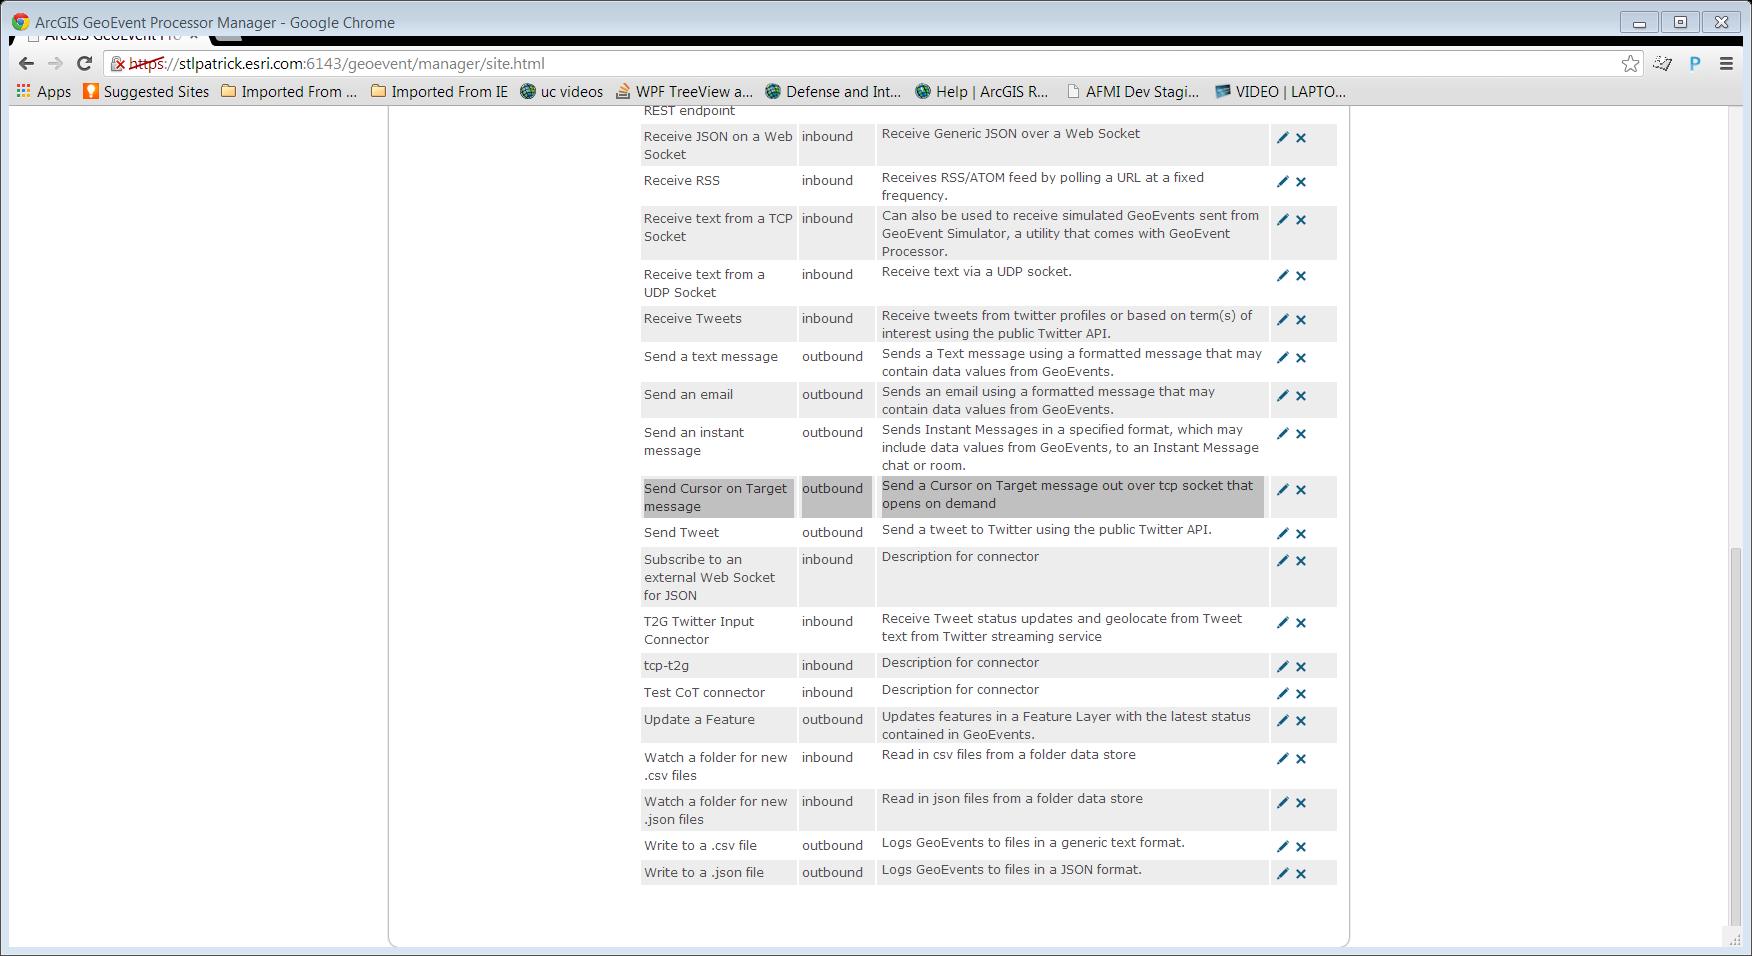 ArcGIS GeoEvent Processor Manager - Google Chrome
ArcGIS GeoEvent Pro
https://stlpatrick.esri.com:6143/geoevent/manager/site.html
Apps Suggested Sites Imported From ... Imported From IE uc videos WPF TreeView a... Defense and Int... Help | ArcGIS R... AFMI Dev Stagi... VIDEO | LAPTO...
REST endpoint
Receive JSON on a Web inbound Receive Generic JSON over a Web Socket
Socket
Receive RSS inbound Receives RSS/ATOM feed by polling a URL at a fixed
frequency.
Receive text from a TCP inbound Can also be used to receive simulated GeoEvents sent from
Socket GeoEvent Simulator, a utility that comes with GeoEvent
Processor.
Receive text from a inbound Receive text via a UDP socket.
UDP Socket
Receive Tweets inbound Receive tweets from twitter profiles or based on term(s) of
interest using the public Twitter API.
Send a text message outbound Sends a Text message using a formatted message that may
contain data values from GeoEvents.
Send an email outbound Sends an email using a formatted message that may
contain data values from GeoEvents.
Send an instant outbound Sends Instant Messages in a specified format, which may
message include data values from GeoEvents, to an Instant Message
chat or room.
Send Cursor on Target outbound Send a Cursor on Target message out over tcp socket that
message opens on demand
Send Tweet outbound Send a tweet to Twitter using the public Twitter API.
Subscribe to an inbound Description for connector
external Web Socket
for JSON
T2G Twitter Input inbound Receive Tweet status updates and geolocate from Tweet
Connector text from Twitter streaming service
tcp-t2g inbound Description for connector
Test CoT connector inbound Description for connector
Update a Feature outbound Updates features in a Feature Layer with the latest status
contained in GeoEvents.
Watch a folder for new inbound Read in csv files from a folder data store
.csv files
Watch a folder for new inbound Read in json files from a folder data store
.json files
Write to a .csv file outbound Logs GeoEvents to files in a generic text format.
Write to a .json file outbound Logs GeoEvents to files in a JSON format.